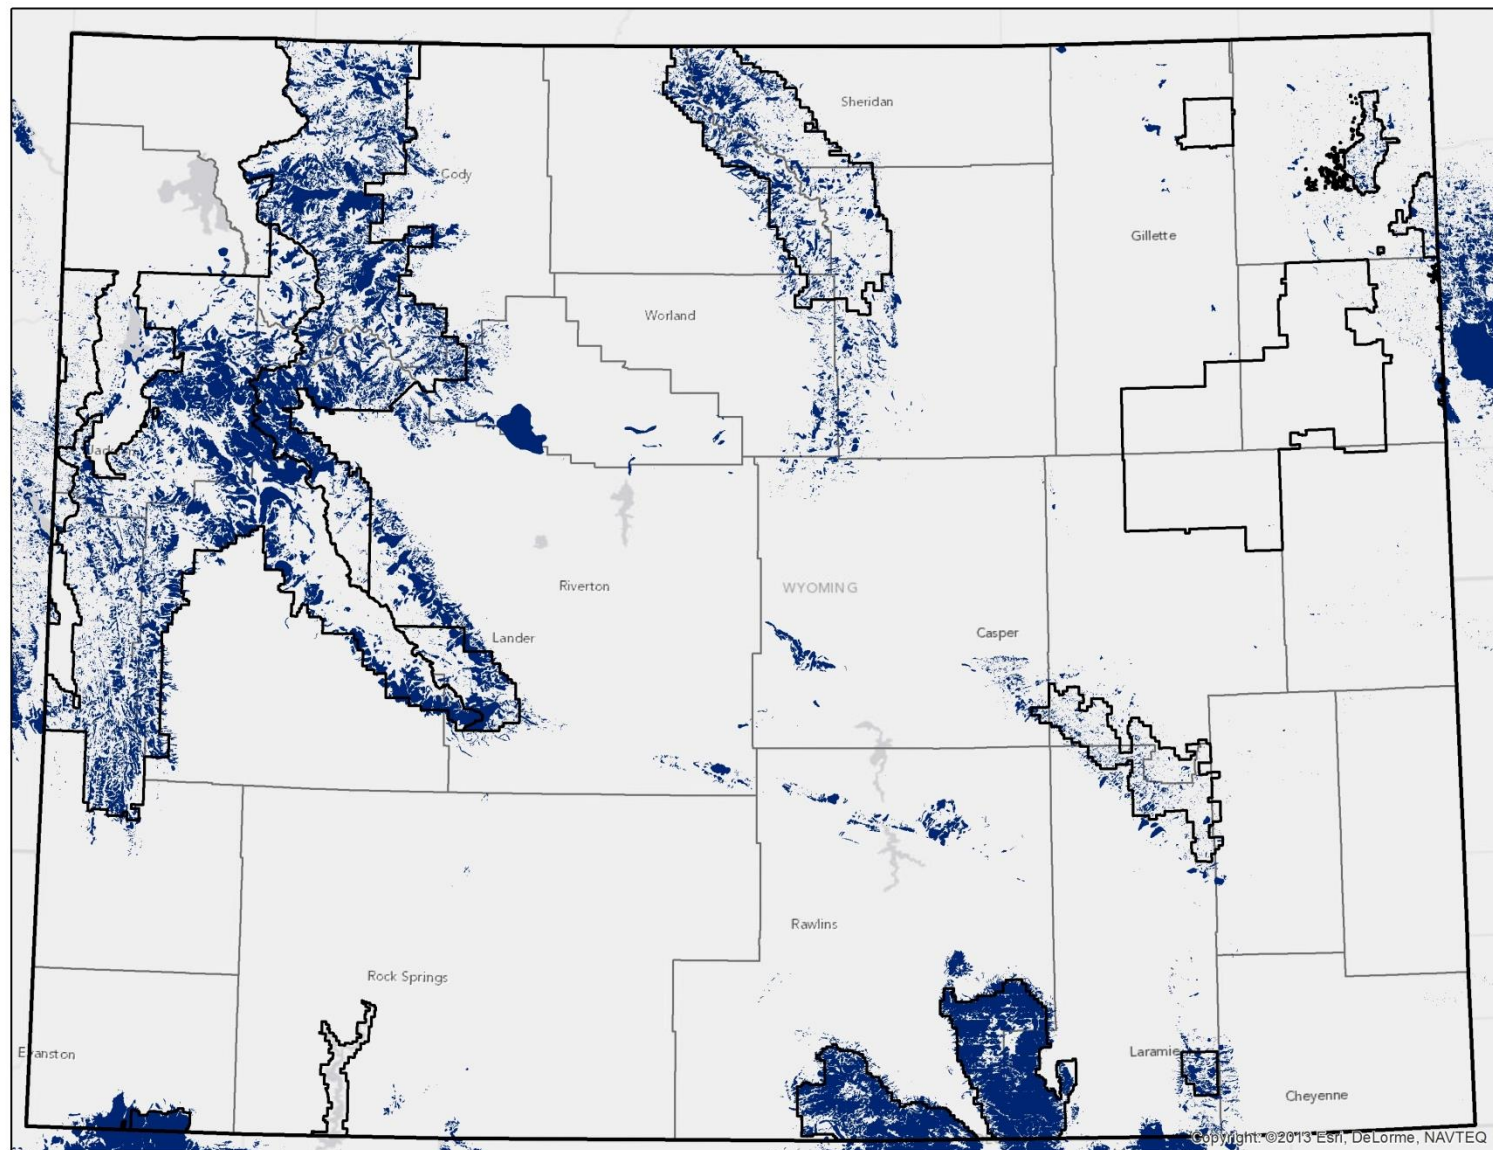 Sheridan
Cody
Gillette
Worland
Jackson
Riverton
WYOMING
Casper
Lander
Rawlins
Rock Springs
Evanston
Laramie
Cheyenne
Copyright: ©2013 Esri, DeLorme, NAVTEQ